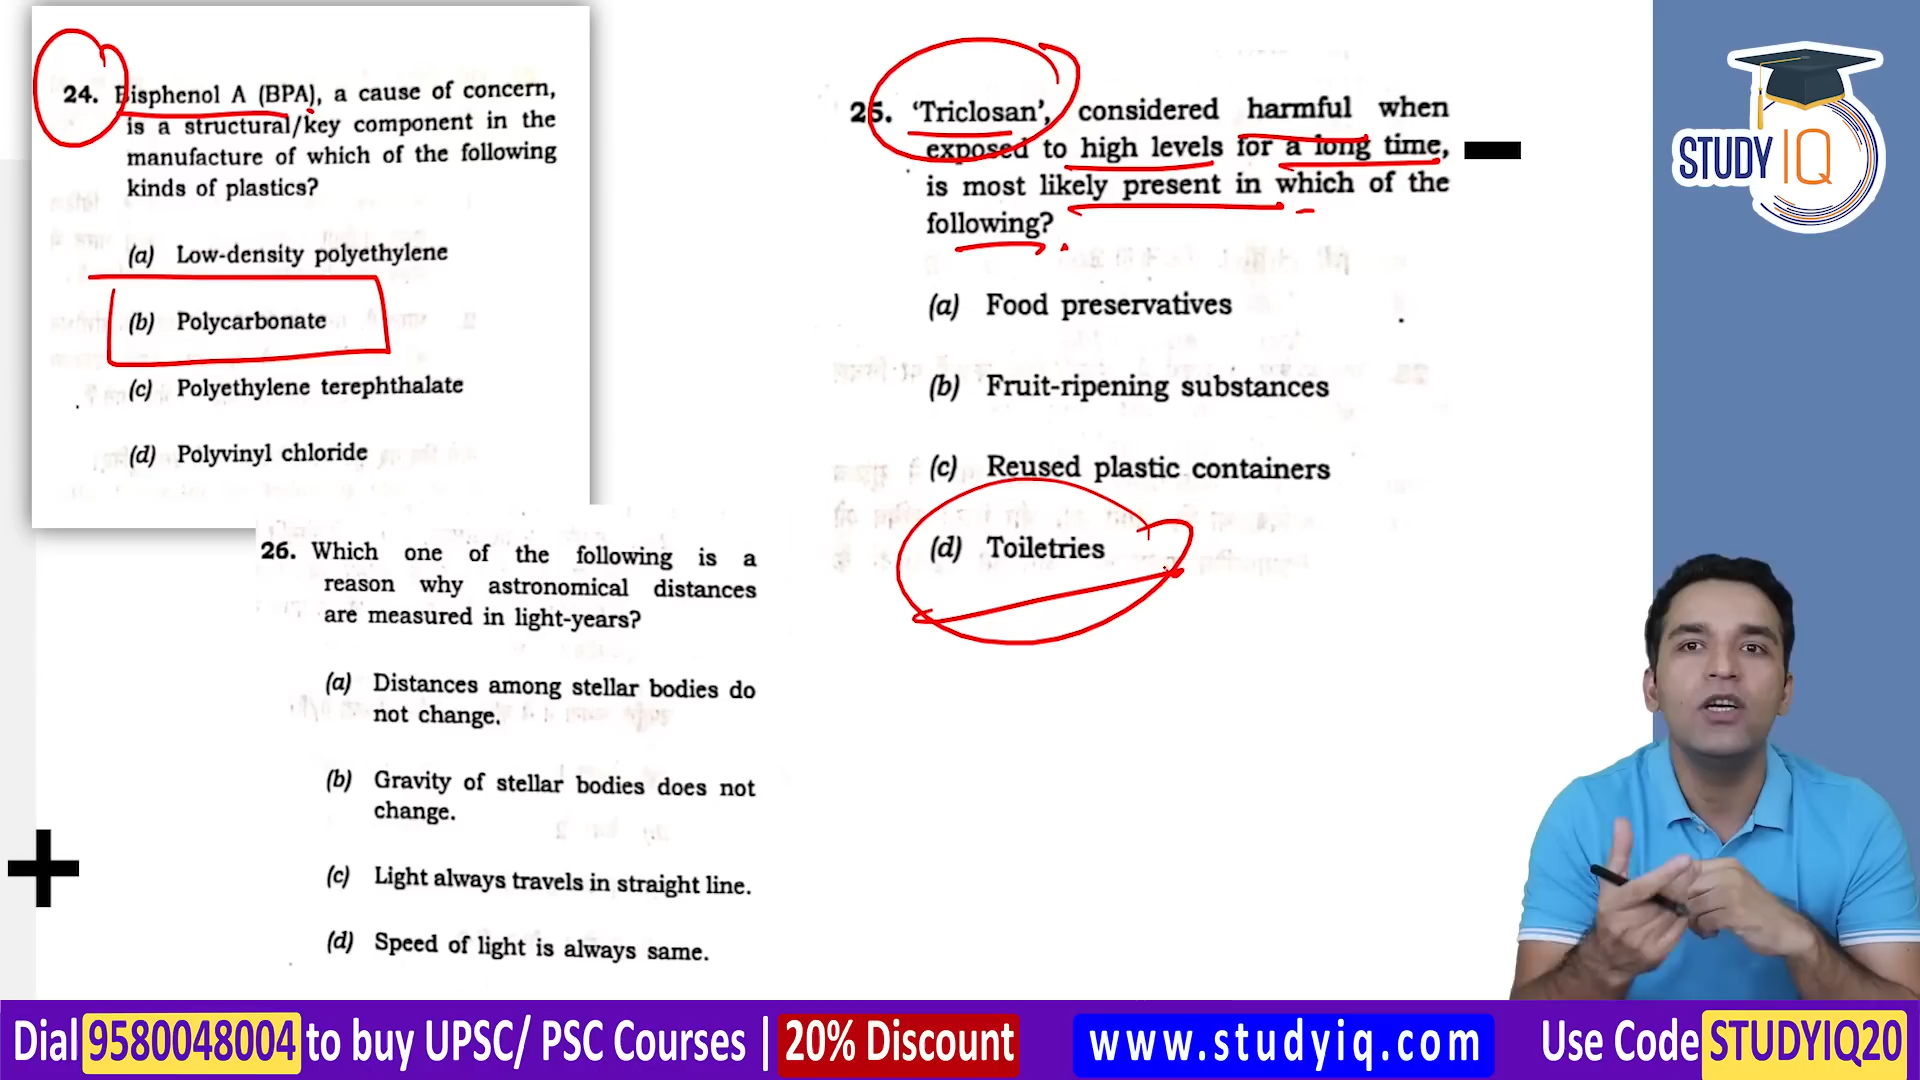 24. Bisphenol A (BPA), a cause of concern,
is a structural/key component in the
manufacture of which of the following
kinds of plastics?
(a) Low-density polyethylene
(b) Polycarbonate
(c) Polyethylene terephthalate
(d) Polyvinyl chloride
25. ‘Triclosan’, considered harmful when
exposed to high levels for a long time,
is most likely present in which of the
following?
(a) Food preservatives
(b) Fruit-ripening substances
(c) Reused plastic containers
(d) Toiletries
26. Which one of the following is a
reason why astronomical distances
are measured in light-years?
(a) Distances among stellar bodies do
not change.
(b) Gravity of stellar bodies does not
change.
(c) Light always travels in straight line.
(d) Speed of light is always same.
STUDY IQ
Dial 9580048004 to buy UPSC/ PSC Courses | 20% Discount www.studyiq.com Use Code STUDYIQ20